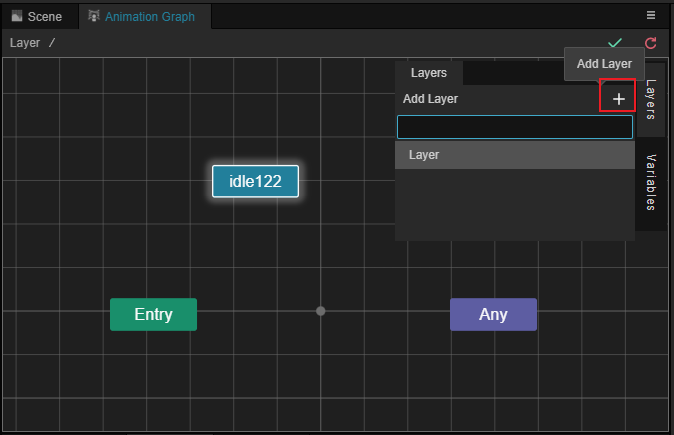 Scene
Animation Graph
Layer /
Add Layer
Layers
Add Layer
Layer
Layers
Variables
idle122
Entry
Any